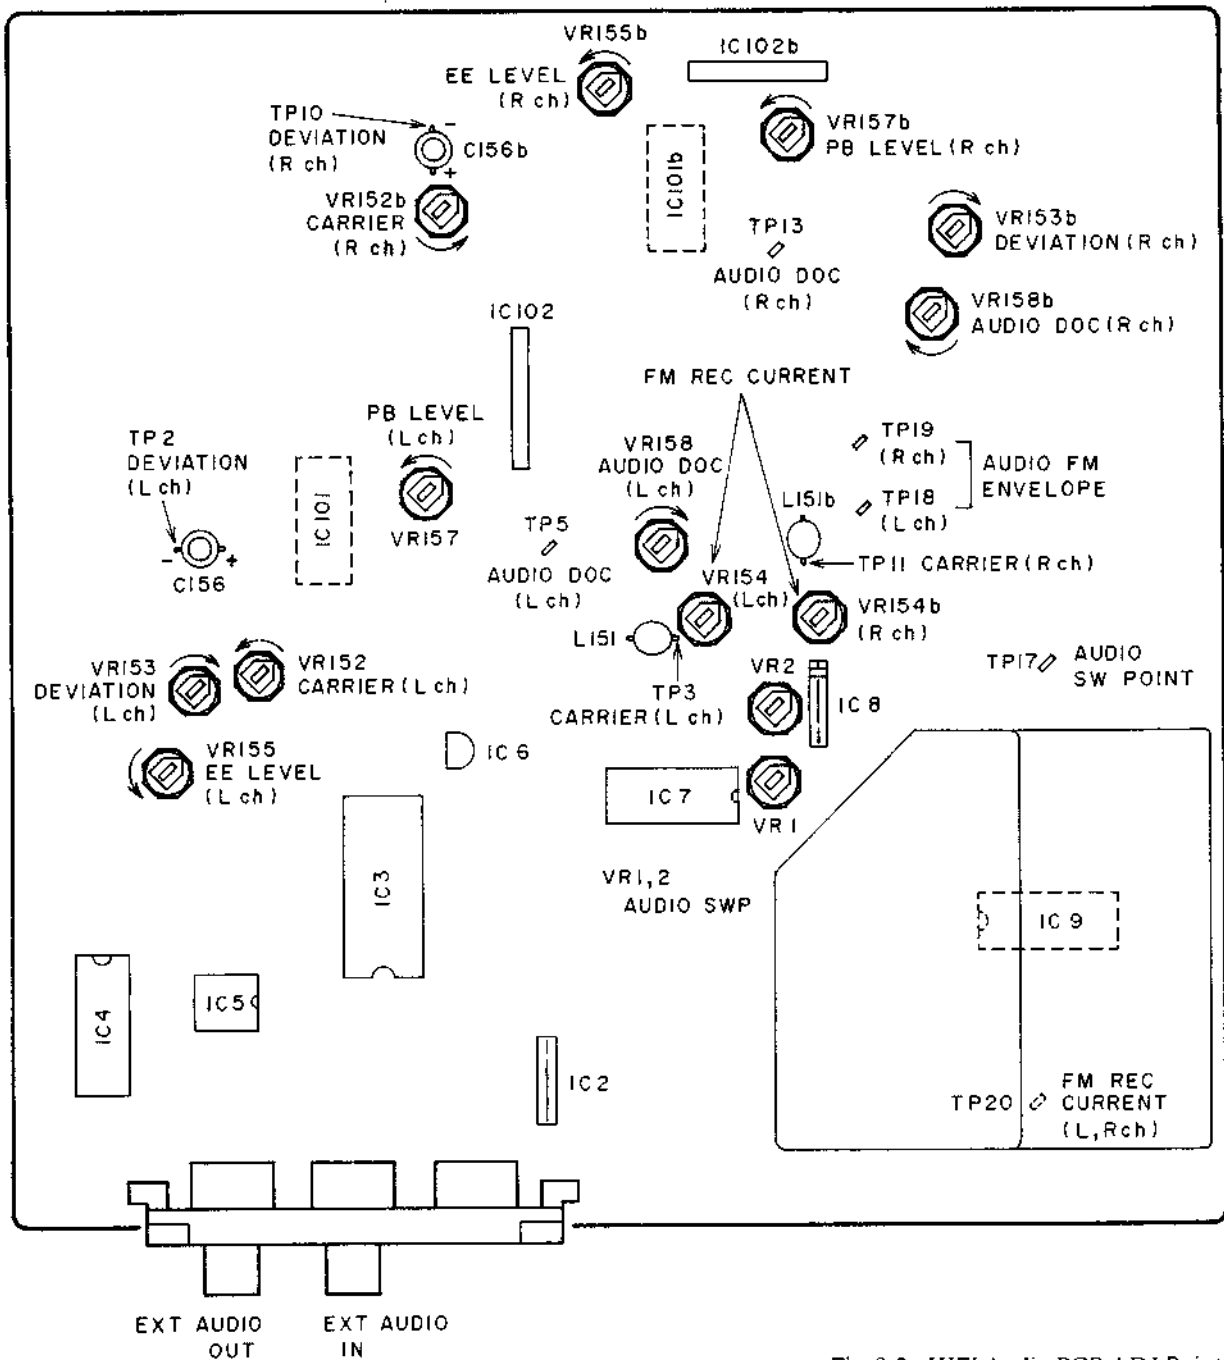 VR155b
EE LEVEL
(R ch)
IC102b
TP10
DEVIATION
(R ch)
-
C156b
+
VR157b
PB LEVEL (R ch)
IC101b
VR152b
CARRIER
(R ch)
TP13
AUDIO DOC
(R ch)
VR153b
DEVIATION (R ch)
VR158b
AUDIO DOC (R ch)
IC102
FM REC CURRENT
PB LEVEL
(L ch)
VR157
TP2
DEVIATION
(L ch)
- +
C156
IC101
VR158
AUDIO DOC
(L ch)
TP19
(R ch)
TP18
(L ch)
AUDIO FM
ENVELOPE
L151b
TP5
AUDIO DOC
(L ch)
TP11 CARRIER (R ch)
VR154
(L ch)
VR154b
(R ch)
L151
TP3
CARRIER (L ch)
VR153
DEVIATION
(L ch)
VR152
CARRIER (L ch)
VR2
IC8
TP17
AUDIO
SW POINT
VR155
EE LEVEL
(L ch)
IC6
IC7
VR1
IC3
VR1,2
AUDIO SWP
IC9
IC4
IC5
IC2
TP20
FM REC
CURRENT
(L,Rch)
EXT AUDIO
OUT
EXT AUDIO
IN